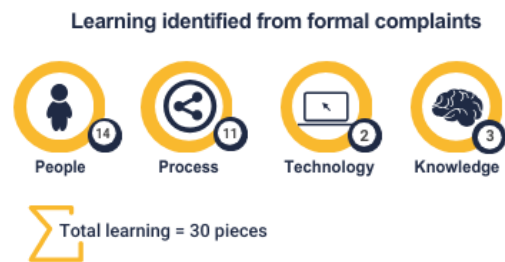 Learning identified from formal complaints
14
11
2
3
People
Process
Technology
Knowledge
Total learning = 30 pieces